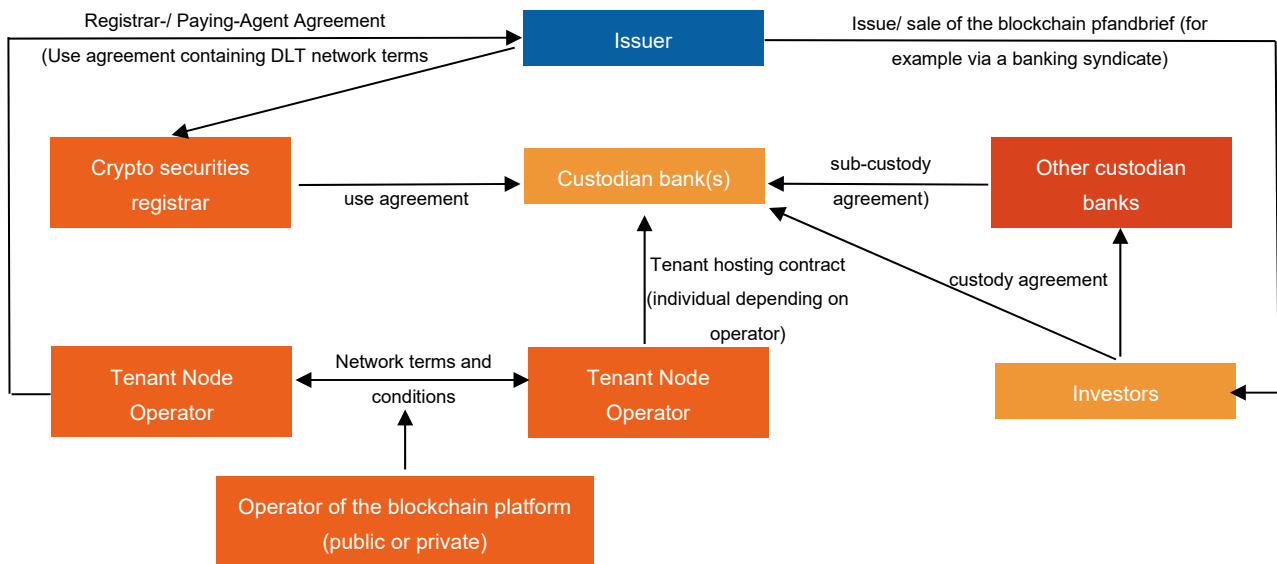 Registrar-/ Paying-Agent Agreement
(Use agreement containing DLT network terms
Issuer
Issue/ sale of the blockchain pfandbrief (for
example via a banking syndicate)
Crypto securities
registrar
use agreement
Custodian bank(s)
sub-custody
agreement)
Other custodian
banks
Tenant hosting contract
(individual depending on
operator)
custody agreement
Tenant Node
Operator
Network terms and
conditions
Tenant Node
Operator
Investors
Operator of the blockchain platform
(public or private)